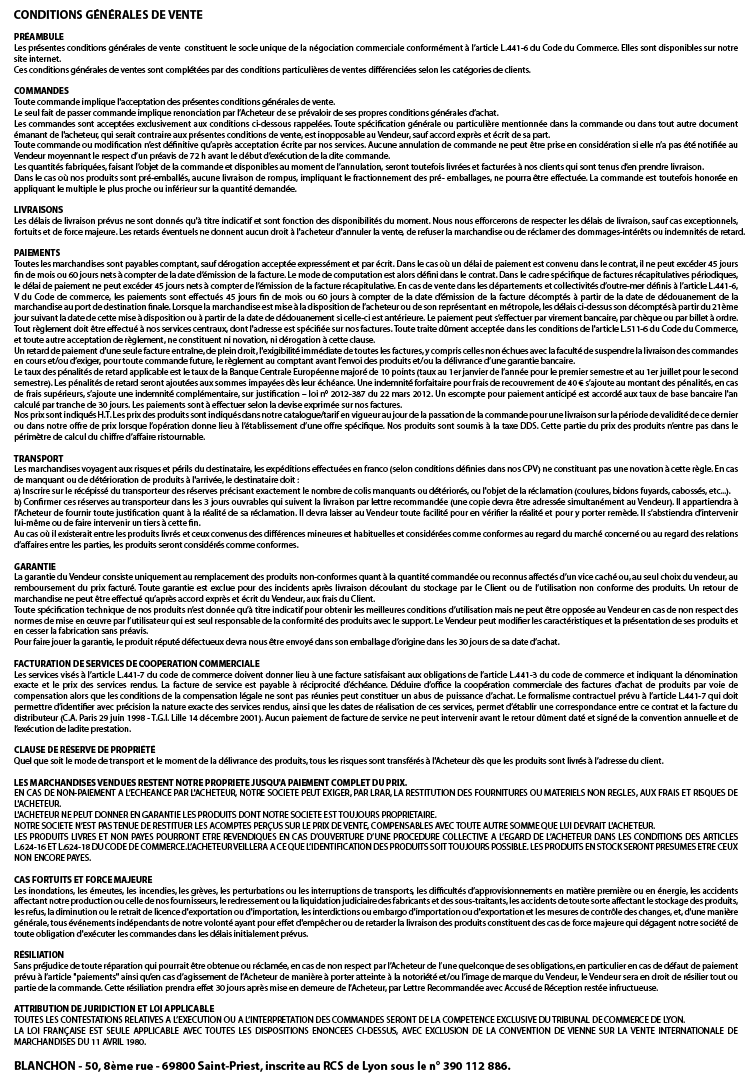 CONDITIONS GÉNÉRALES DE VENTE
PRÉAMBULE
Les présentes conditions générales de vente constituent le socle unique de la négociation commerciale conformément à l'article L.441-6 du Code du Commerce. Elles sont disponibles sur notre
site internet.
Ces conditions générales de ventes sont complétées par des conditions particulières de ventes différenciées selon les catégories de clients.
COMMANDES
Toute commande implique l'acceptation des présentes conditions générales de vente.
Le seul fait de passer commande implique renonciation par l'Acheteur de se prévaloir de ses propres conditions générales d'achat.
Les commandes sont acceptées exclusivement aux conditions ci-dessous rappelées. Toute spécification générale ou particulière mentionnée dans la commande ou dans tout autre document
émanant de l'acheteur, qui serait contraire aux présentes conditions de vente, est inopposable au Vendeur, sauf accord exprès et écrit de sa part.
Toute commande ou modification n'est définitive qu'après acceptation écrite par nos services. Aucune annulation de commande ne peut être prise en considération si elle n'a pas été notifiée au
Vendeur moyennant le respect d'un préavis de 72 h avant le début d'exécution de la dite commande.
Les quantités fabriquées, faisant l'objet de la commande et disponibles au moment de l'annulation, seront toutefois livrées et facturées à nos clients qui sont tenus d'en prendre livraison.
Dans le cas où nos produits sont pré-emballés, aucune livraison de rompus, impliquant le fractionnement des pré- emballages, ne pourra être effectuée. La commande est toutefois honorée en
appliquant le multiple le plus proche ou inférieur sur la quantité demandée.
LIVRAISONS
Les délais de livraison prévus ne sont donnés qu'à titre indicatif et sont fonction des disponibilités du moment. Nous nous efforcerons de respecter les délais de livraison, sauf cas exceptionnels,
fortuits et de force majeure. Les retards éventuels ne donnent aucun droit à l'acheteur d'annuler la vente, de refuser la marchandise ou de réclamer des dommages-intérêts ou indemnités de retard.
PAIEMENTS
Toutes les marchandises sont payables comptant, sauf dérogation acceptée expressément et par écrit. Dans le cas où un délai de paiement est convenu dans le contrat, il ne peut excéder 45 jours
fin de mois ou 60 jours nets à compter de la date d'émission de la facture. Le mode de computation est alors défini dans le contrat. Dans le cadre spécifique de factures récapitulatives périodiques,
le délai de paiement ne peut excéder 45 jours nets à compter de l'émission de la facture récapitulative. En cas de vente dans les départements et collectivités d'outre-mer définis à l'article L.441-6,
V du Code de commerce, les paiements sont effectués 45 jours fin de mois ou 60 jours à compter de la date d'émission de la facture décomptés à partir de la date de dédouanement de la
marchandise au port de destination finale. Lorsque la marchandise est mise à la disposition de l'acheteur ou de son représentant en métropole, les délais ci-dessus son décomptés à partir du 21ème
jour suivant la date de cette mise à disposition ou à partir de la date de dédouanement si celle-ci est antérieure. Le paiement peut s'effectuer par virement bancaire, par chèque ou par billet à ordre.
Tout règlement doit être effectué à nos services centraux, dont l'adresse est spécifiée sur nos factures. Toute traite dûment acceptée dans les conditions de l'article L.511-6 du Code du Commerce,
et toute autre acceptation de règlement, ne constituent ni novation, ni dérogation à cette clause.
Un retard de paiement d'une seule facture entraîne, de plein droit, l'exigibilité immédiate de toutes les factures, y compris celles non échues avec la faculté de suspendre la livraison des commandes
en cours et/ou d'exiger, pour toute commande future, le règlement au comptant avant l'envoi des produits et/ou la délivrance d'une garantie bancaire.
Le taux des pénalités de retard applicable est le taux de la Banque Centrale Européenne majoré de 10 points (taux au 1er janvier de l'année pour le premier semestre et au 1er juillet pour le second
semestre). Les pénalités de retard seront ajoutées aux sommes impayées dès leur échéance. Une indemnité forfaitaire pour frais de recouvrement de 40 € s'ajoute au montant des pénalités, en cas
de frais supérieurs, s'ajoute une indemnité complémentaire, sur justification – loi n° 2012-387 du 22 mars 2012. Un escompte pour paiement anticipé est accordé aux taux de base bancaire l'an
calculé par tranche de 30 jours. Les paiements sont à effectuer selon la devise exprimée sur nos factures.
Nos prix sont indiqués H.T. Les prix des produits sont indiqués dans notre catalogue/tarif en vigueur au jour de la passation de la commande pour une livraison sur la période de validité de ce dernier
ou dans notre offre de prix lorsque l'opération donne lieu à l'établissement d'une offre spécifique. Nos produits sont soumis à la taxe DDS. Cette partie du prix des produits n'entre pas dans le
périmètre de calcul du chiffre d'affaire ristournable.
TRANSPORT
Les marchandises voyagent aux risques et périls du destinataire, les expéditions effectuées en franco (selon conditions définies dans nos CPV) ne constituant pas une novation à cette règle. En cas
de manquant ou de détérioration de produits à l'arrivée, le destinataire doit :
a) Inscrire sur le récépissé du transporteur des réserves précisant exactement le nombre de colis manquants ou détériorés, ou l'objet de la réclamation (coulures, bidons fuyards, cabossés, etc...).
b) Confirmer ces réserves au transporteur dans les 3 jours ouvrables qui suivent la livraison par lettre recommandée (une copie devra être adressée simultanément au Vendeur). Il appartiendra à
l'Acheteur de fournir toute justification quant à la réalité de sa réclamation. Il devra laisser au Vendeur toute facilité pour en vérifier la réalité et pour y porter remède. Il s'abstiendra d'intervenir
lui-même ou de faire intervenir un tiers à cette fin.
Au cas où il existerait entre les produits livrés et ceux convenus des différences mineures et habituelles et considérées comme conformes au regard du marché concerné ou au regard des relations
d'affaires entre les parties, les produits seront considérés comme conformes.
GARANTIE
La garantie du Vendeur consiste uniquement au remplacement des produits non-conformes quant à la quantité commandée ou reconnus affectés d'un vice caché ou, au seul choix du vendeur, au
remboursement du prix facturé. Toute garantie est exclue pour des incidents après livraison découlant du stockage par le Client ou de l'utilisation non conforme des produits. Un retour de
marchandise ne peut être effectué qu'après accord exprès et écrit du Vendeur, aux frais du Client.
Toute spécification technique de nos produits n'est donnée qu'à titre indicatif pour obtenir les meilleures conditions d'utilisation mais ne peut être opposée au Vendeur en cas de non respect des
normes de mise en œuvre par l'utilisateur qui est seul responsable de la conformité des produits avec le support. Le Vendeur peut modifier les caractéristiques et la présentation de ses produits et
en cesser la fabrication sans préavis.
Pour faire jouer la garantie, le produit réputé défectueux devra nous être envoyé dans son emballage d'origine dans les 30 jours de sa date d'achat.
FACTURATION DE SERVICES DE COOPERATION COMMERCIALE
Les services visés à l'article L.441-7 du code de commerce doivent donner lieu à une facture satisfaisant aux obligations de l'article L.441-3 du code de commerce et indiquant la dénomination
exacte et le prix des services rendus. La facture de service est payable à réciprocité d'échéance. Déduire d'office la coopération commerciale des factures d'achat de produits par voie de
compensation alors que les conditions de la compensation légale ne sont pas réunies peut constituer un abus de puissance d'achat. Le formalisme contractuel prévu à l'article L.441-7 qui doit
permettre d'identifier avec précision la nature exacte des services rendus, ainsi que les dates de réalisation de ces services, permet d'établir une correspondance entre ce contrat et la facture du
distributeur (C.A. Paris 29 juin 1998 - T.G.I. Lille 14 décembre 2001). Aucun paiement de facture de service ne peut intervenir avant le retour dûment daté et signé de la convention annuelle et de
l'exécution de ladite prestation.
CLAUSE DE RÉSERVE DE PROPRIÉTÉ
Quel que soit le mode de transport et le moment de la délivrance des produits, tous les risques sont transférés à l'Acheteur dès que les produits sont livrés à l'adresse du client.
LES MARCHANDISES VENDUES RESTENT NOTRE PROPRIETE JUSQU'A PAIEMENT COMPLET DU PRIX.
EN CAS DE NON-PAIEMENT A L'ECHEANCE PAR L'ACHETEUR, NOTRE SOCIETE PEUT EXIGER, PAR LRAR, LA RESTITUTION DES FOURNITURES OU MATERIELS NON REGLES, AUX FRAIS ET RISQUES DE
L'ACHETEUR.
L'ACHETEUR NE PEUT DONNER EN GARANTIE LES PRODUITS DONT NOTRE SOCIETE EST TOUJOURS PROPRIETAIRE.
NOTRE SOCIETE N'EST PAS TENUE DE RESTITUER LES ACOMPTES PERÇUS SUR LE PRIX DE VENTE, COMPENSABLES AVEC TOUTE AUTRE SOMME QUE LUI DEVRAIT L'ACHETEUR.
LES PRODUITS LIVRES ET NON PAYES POURRONT ETRE REVENDIQUES EN CAS D'OUVERTURE D'UNE PROCEDURE COLLECTIVE A L'EGARD DE L'ACHETEUR DANS LES CONDITIONS DES ARTICLES
L.624-16 ET L.624-18 DU CODE DE COMMERCE.L'ACHETEUR VEILLERA A CE QUE L'IDENTIFICATION DES PRODUITS SOIT TOUJOURS POSSIBLE. LES PRODUITS EN STOCK SERONT PRESUMES ETRE CEUX
NON ENCORE PAYES.
CAS FORTUITS ET FORCE MAJEURE
Les inondations, les émeutes, les incendies, les grèves, les perturbations ou les interruptions de transports, les difficultés d'approvisionnements en matière première ou en énergie, les accidents
affectant notre production ou celle de nos fournisseurs, le redressement ou la liquidation judiciaire des fabricants et des sous-traitants, les accidents de toute sorte affectant le stockage des produits,
les refus, la diminution ou le retrait de licence d'exportation ou d'importation, les interdictions ou embargo d'importation ou d'exportation et les mesures de contrôle des changes, et, d'une manière
générale, tous événements indépendants de notre volonté ayant pour effet d'empêcher ou de retarder la livraison des produits constituent des cas de force majeure qui dégagent notre société de
toute obligation d'exécuter les commandes dans les délais initialement prévus.
RÉSILIATION
Sans préjudice de toute réparation qui pourrait être obtenue ou réclamée, en cas de non respect par l'Acheteur de l'une quelconque de ses obligations, en particulier en cas de défaut de paiement
prévu à l'article "paiements" ainsi qu'en cas d'agissement de l'Acheteur de manière à porter atteinte à la notoriété et/ou l'image de marque du Vendeur, le Vendeur sera en droit de résilier tout ou
partie de la commande. Cette résiliation prendra effet 30 jours après mise en demeure de l'Acheteur, par Lettre Recommandée avec Accusé de Réception restée infructueuse.
ATTRIBUTION DE JURIDICTION ET LOI APPLICABLE
TOUTES LES CONTESTATIONS RELATIVES A L'EXECUTION OU A L'INTERPRETATION DES COMMANDES SERONT DE LA COMPETENCE EXCLUSIVE DU TRIBUNAL DE COMMERCE DE LYON.
LA LOI FRANÇAISE EST SEULE APPLICABLE AVEC TOUTES LES DISPOSITIONS ENONCEES CI-DESSUS, AVEC EXCLUSION DE LA CONVENTION DE VIENNE SUR LA VENTE INTERNATIONALE DE
MARCHANDISES DU 11 AVRIL 1980.
BLANCHON - 50, 8ème rue - 69800 Saint-Priest, inscrite au RCS de Lyon sous le n° 390 112 886.